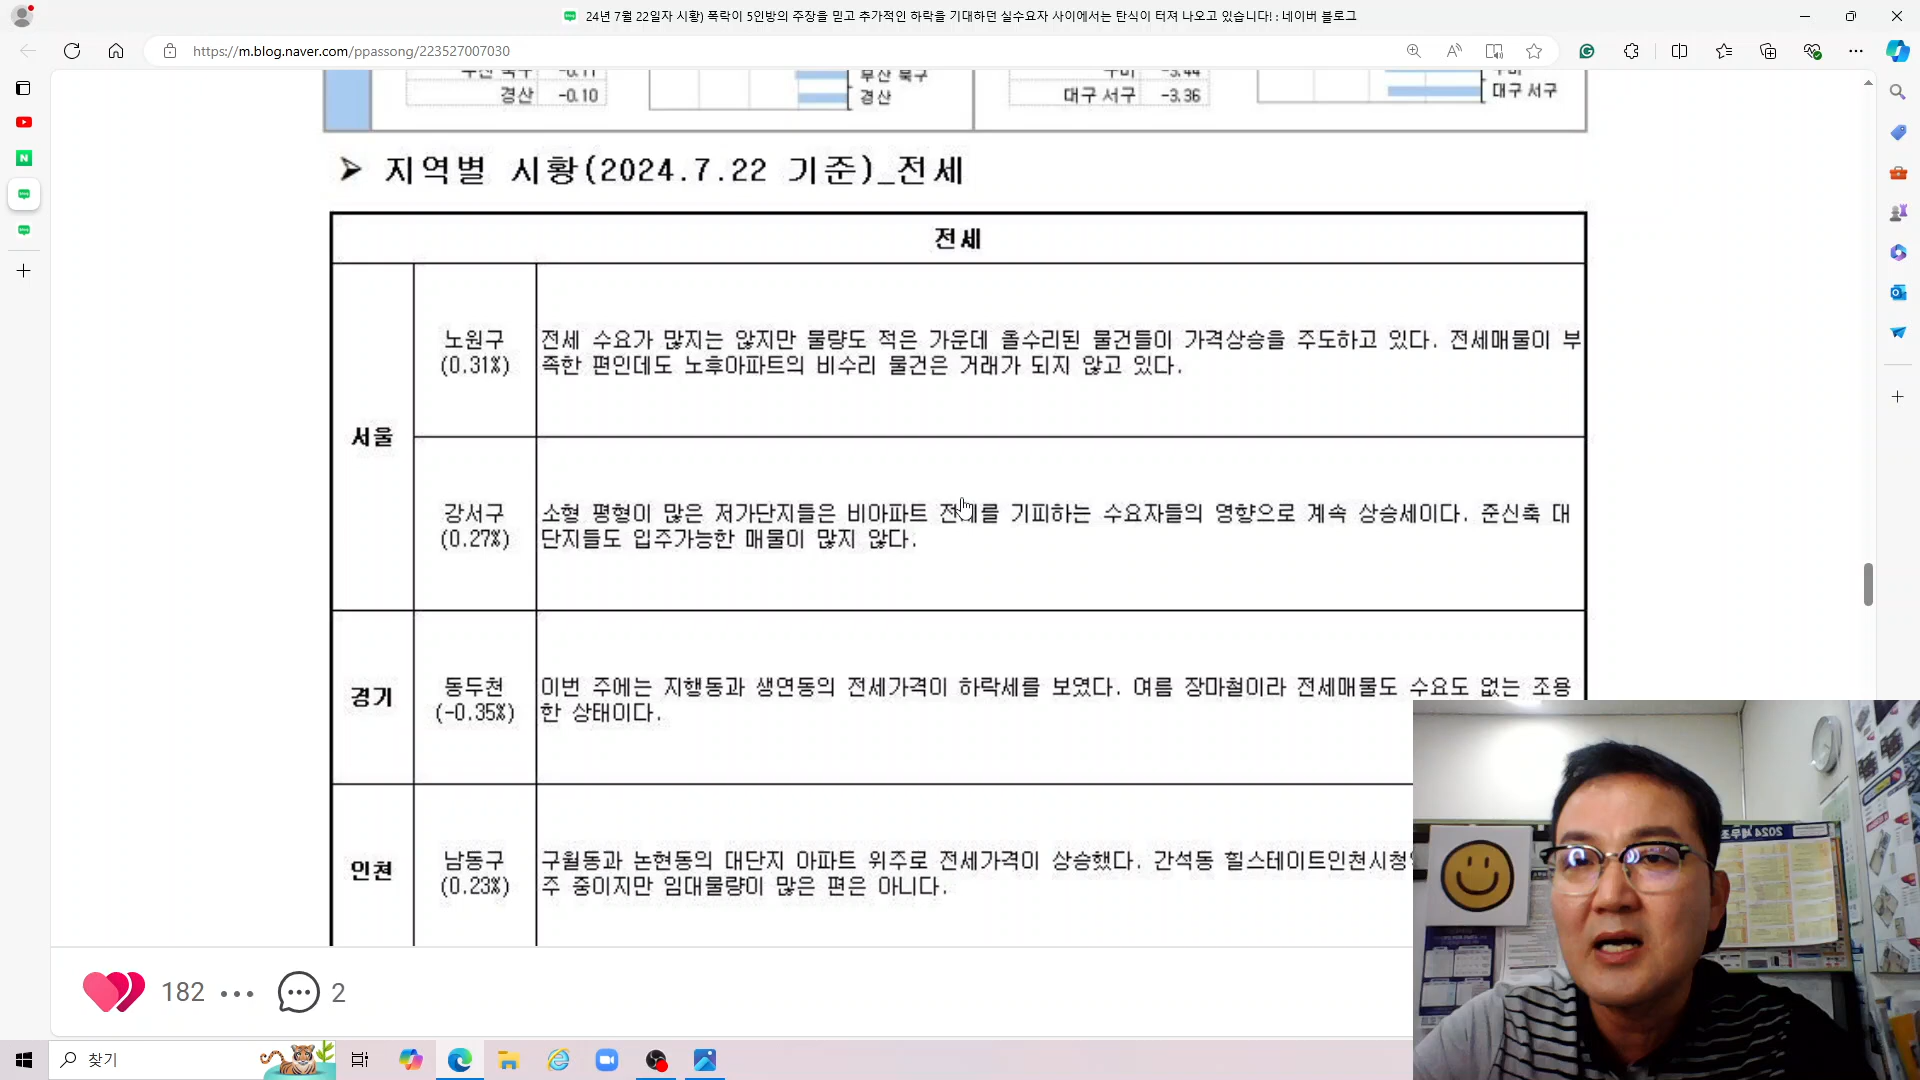 24년 7월 22일자 시황) 폭락이 5인방의 주장을 믿고 추가적인 하락을 기대하던 실수요자 사이에서는 탄식이 터져 나오고 있습니다! : 네이버 블로그
https://m.blog.naver.com/ppassong/223527007030
부산 북구 -0.11
부산 북구
구미 -3.44
구미
경산 -0.10
경산
대구 서구 -3.36
대구 서구
➢ 지역별 시황(2024.7.22 기준)_전세
전세
서울
노원구
(0.31%)
전세 수요가 많지는 않지만 물량도 적은 가운데 올수리된 물건들이 가격상승을 주도하고 있다. 전세매물이 부
족한 편인데도 노후아파트의 비수리 물건은 거래가 되지 않고 있다.
강서구
(0.27%)
소형 평형이 많은 저가단지들은 비아파트 전세를 기피하는 수요자들의 영향으로 계속 상승세이다. 준신축 대
단지들도 입주가능한 매물이 많지 않다.
경기
동두천
(-0.35%)
이번 주에는 지행동과 생연동의 전세가격이 하락세를 보였다. 여름 장마철이라 전세매물도 수요도 없는 조용
한 상태이다.
인천
남동구
(0.23%)
구월동과 논현동의 대단지 아파트 위주로 전세가격이 상승했다. 간석동 힐스테이트인천시청
주 중이지만 임대물량이 많은 편은 아니다.
182
2
찾기